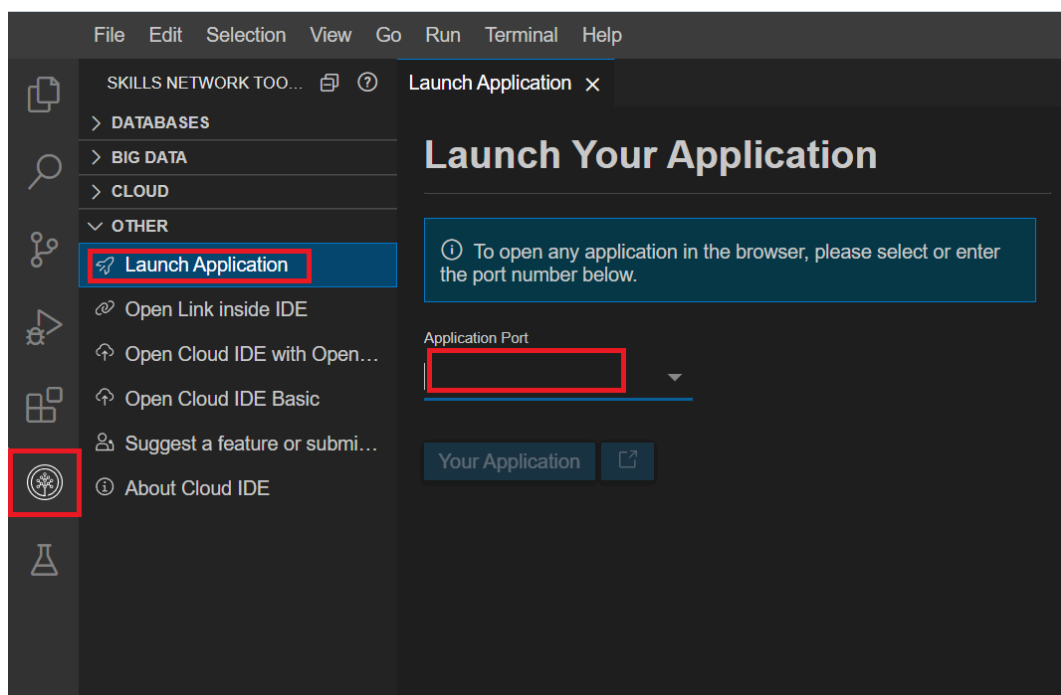 File Edit Selection View Go Run Terminal Help
SKILLS NETWORK TOO...
Launch Application
DATABASES
BIG DATA
CLOUD
OTHER
Launch Application
Open Link inside IDE
Open Cloud IDE with Open...
Open Cloud IDE Basic
Suggest a feature or submi...
About Cloud IDE
Launch Your Application
To open any application in the browser, please select or enter
the port number below.
Application Port
Your Application